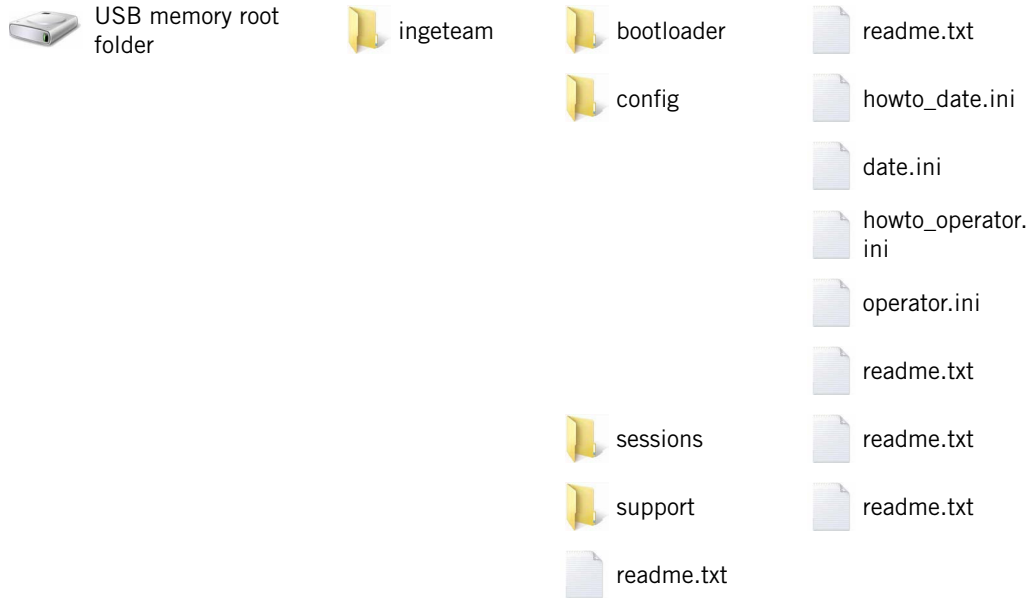 USB memory root
folder
ingeteam
bootloader
readme.txt
config
howto_date.ini
date.ini
howto_operator.
ini
operator.ini
readme.txt
sessions
readme.txt
support
readme.txt
readme.txt